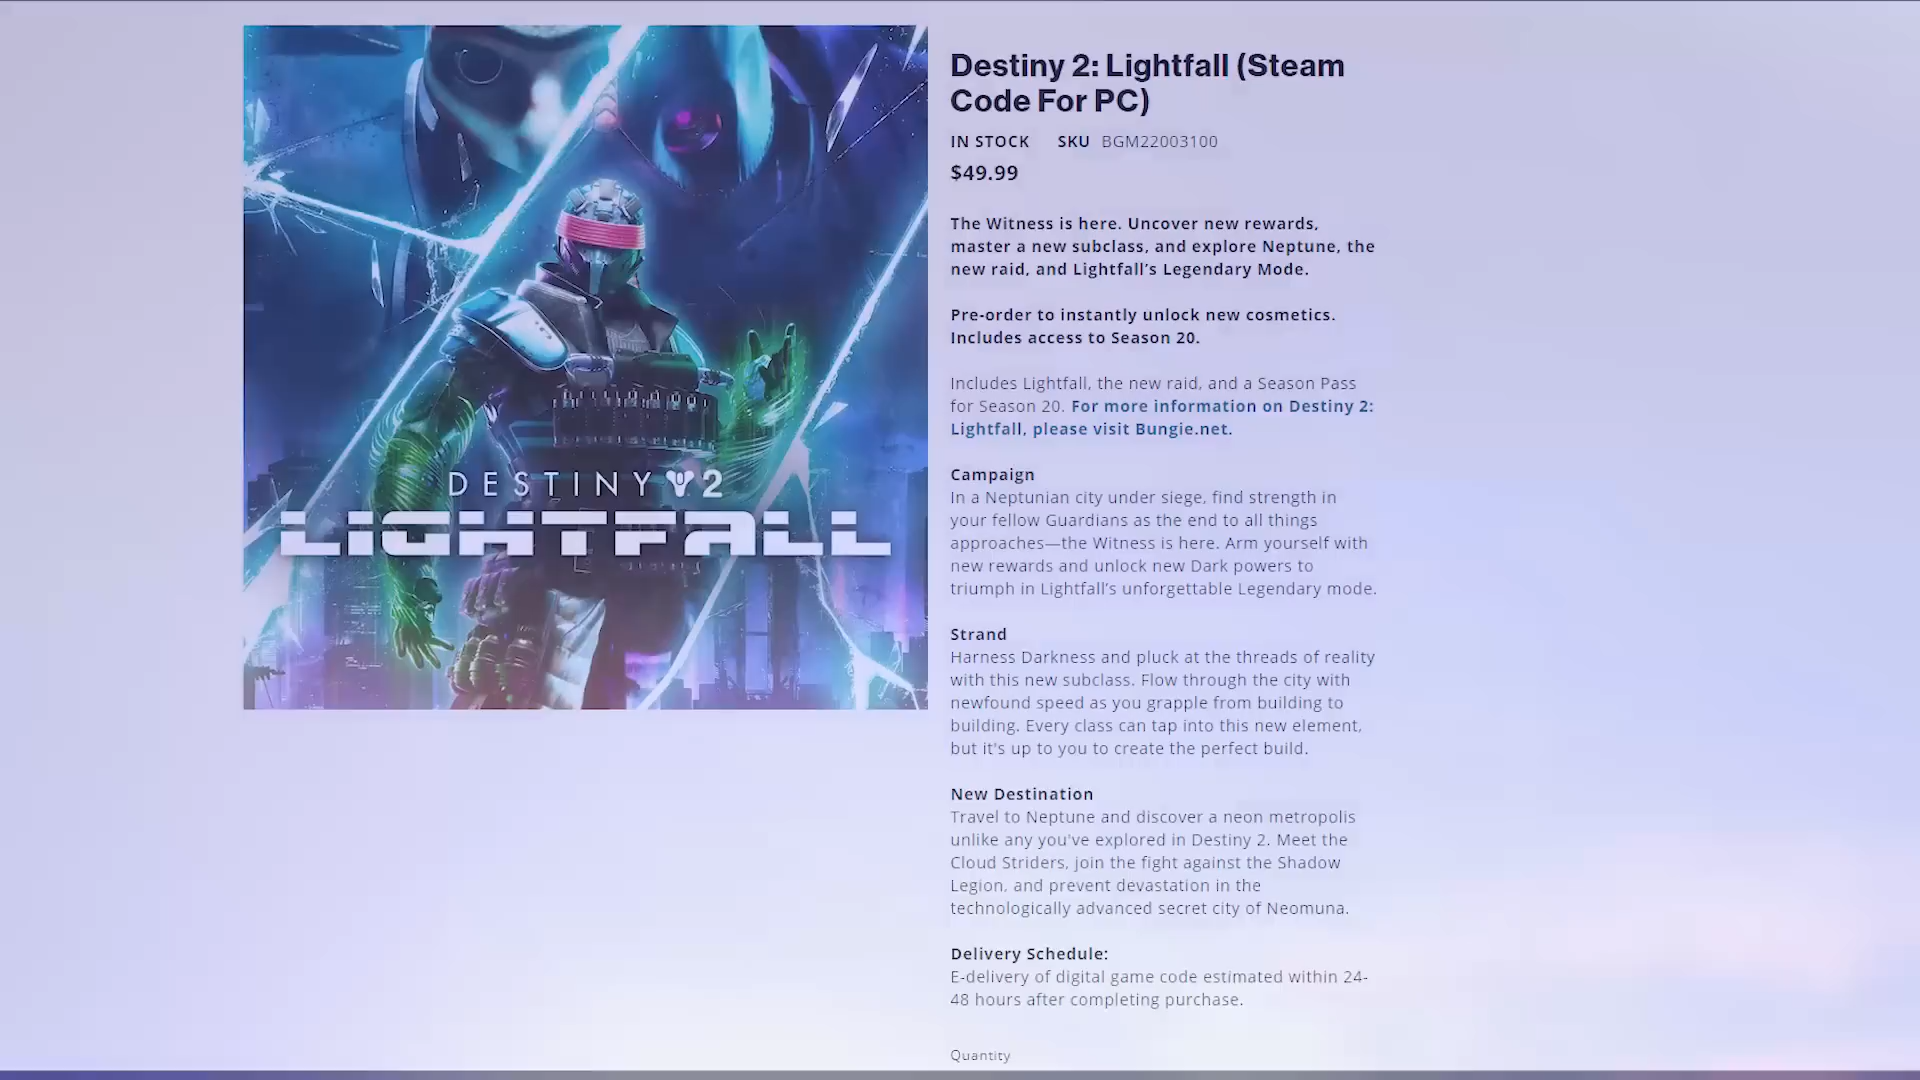 DESTINY 2
LIGHTFALL
Destiny 2: Lightfall (Steam
Code For PC)
IN STOCK SKU BGM22003100
$49.99
The Witness is here. Uncover new rewards,
master a new subclass, and explore Neptune, the
new raid, and Lightfall’s Legendary Mode.
Pre-order to instantly unlock new cosmetics.
Includes access to Season 20.
Includes Lightfall, the new raid, and a Season Pass
for Season 20. For more information on Destiny 2:
Lightfall, please visit Bungie.net.
Campaign
In a Neptunian city under siege, find strength in
your fellow Guardians as the end to all things
approaches—the Witness is here. Arm yourself with
new rewards and unlock new Dark powers to
triumph in Lightfall’s unforgettable Legendary mode.
Strand
Harness Darkness and pluck at the threads of reality
with this new subclass. Flow through the city with
newfound speed as you grapple from building to
building. Every class can tap into this new element,
but it's up to you to create the perfect build.
New Destination
Travel to Neptune and discover a neon metropolis
unlike any you've explored in Destiny 2. Meet the
Cloud Striders, join the fight against the Shadow
Legion, and prevent devastation in the
technologically advanced secret city of Neomuna.
Delivery Schedule:
E-delivery of digital game code estimated within 24-
48 hours after completing purchase.
Quantity